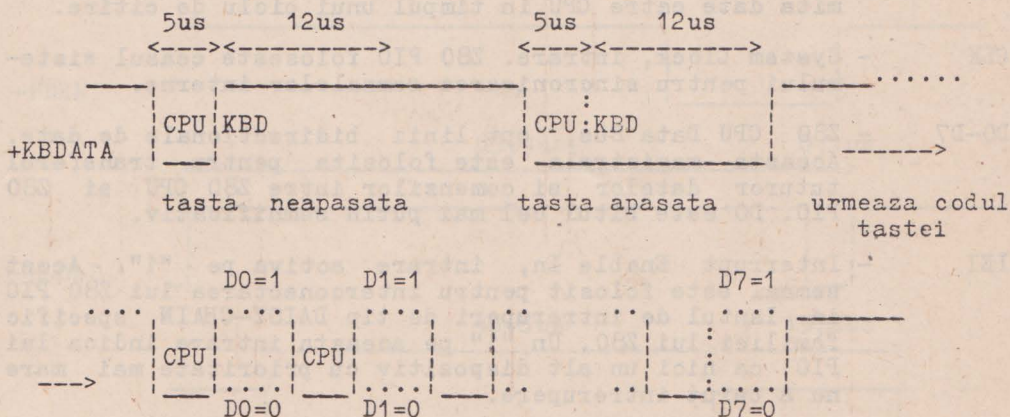 5us 12us 5us 12us
CPU KBD CPU KBD
+KBDATA
tasta neapasata tasta apasata urmeaza codul
tastei
D0=1 D1=1 D7=1
CPU CPU
D0=0 D1=0 D7=0